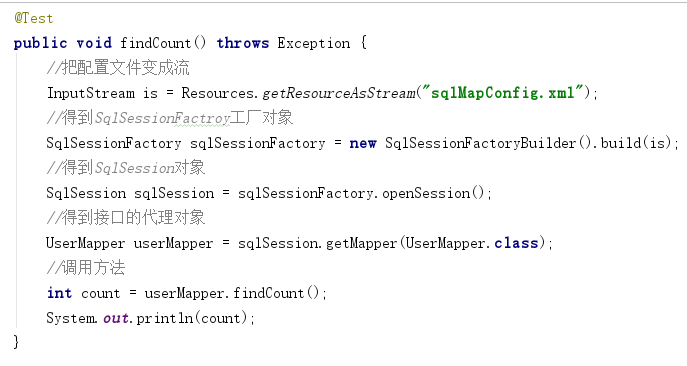 @Test
public void findCount() throws Exception {
//把配置文件变成流
InputStream is = Resources.getResourceAsStream("sqlMapConfig.xml");
//得到SqlSessionFactroy工厂对象
SqlSessionFactory sqlSessionFactory = new SqlSessionFactoryBuilder().build(is);
//得到SqlSession对象
SqlSession sqlSession = sqlSessionFactory.openSession();
//得到接口的代理对象
UserMapper userMapper = sqlSession.getMapper(UserMapper.class);
//调用方法
int count = userMapper.findCount();
System.out.println(count);
}